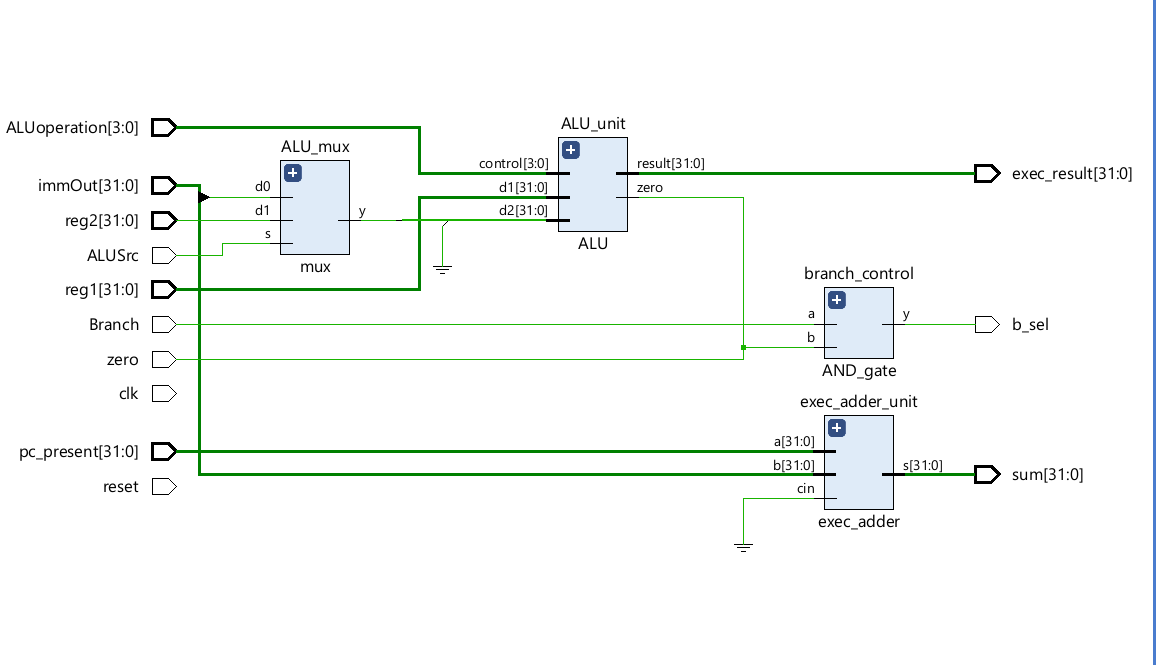 ALUoperation[3:0]
immOut[31:0]
reg2[31:0]
ALUSrc
reg1[31:0]
Branch
zero
clk
pc_present[31:0]
reset
ALU_mux
d0
d1
s
y
mux
ALU_unit
control[3:0]
d1[31:0]
d2[31:0]
result[31:0]
zero
ALU
branch_control
a
b
y
AND_gate
exec_adder_unit
a[31:0]
b[31:0]
cin
s[31:0]
exec_adder
exec_result[31:0]
b_sel
sum[31:0]